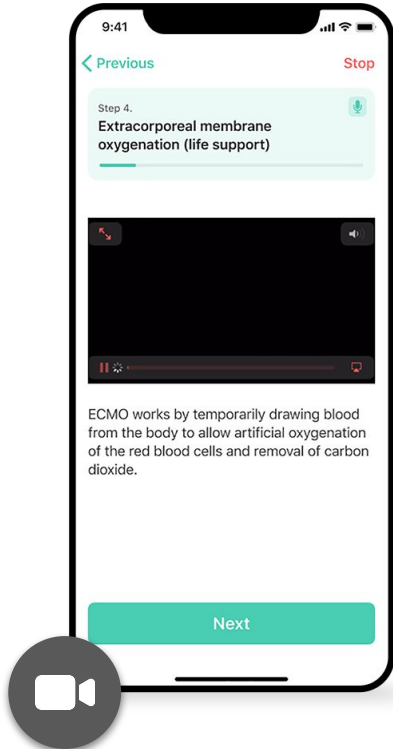 9:41
Previous
Stop
Step 4.
Extracorporeal membrane
oxygenation (life support)
ECMO works by temporarily drawing blood
from the body to allow artificial oxygenation
of the red blood cells and removal of carbon
dioxide.
Next